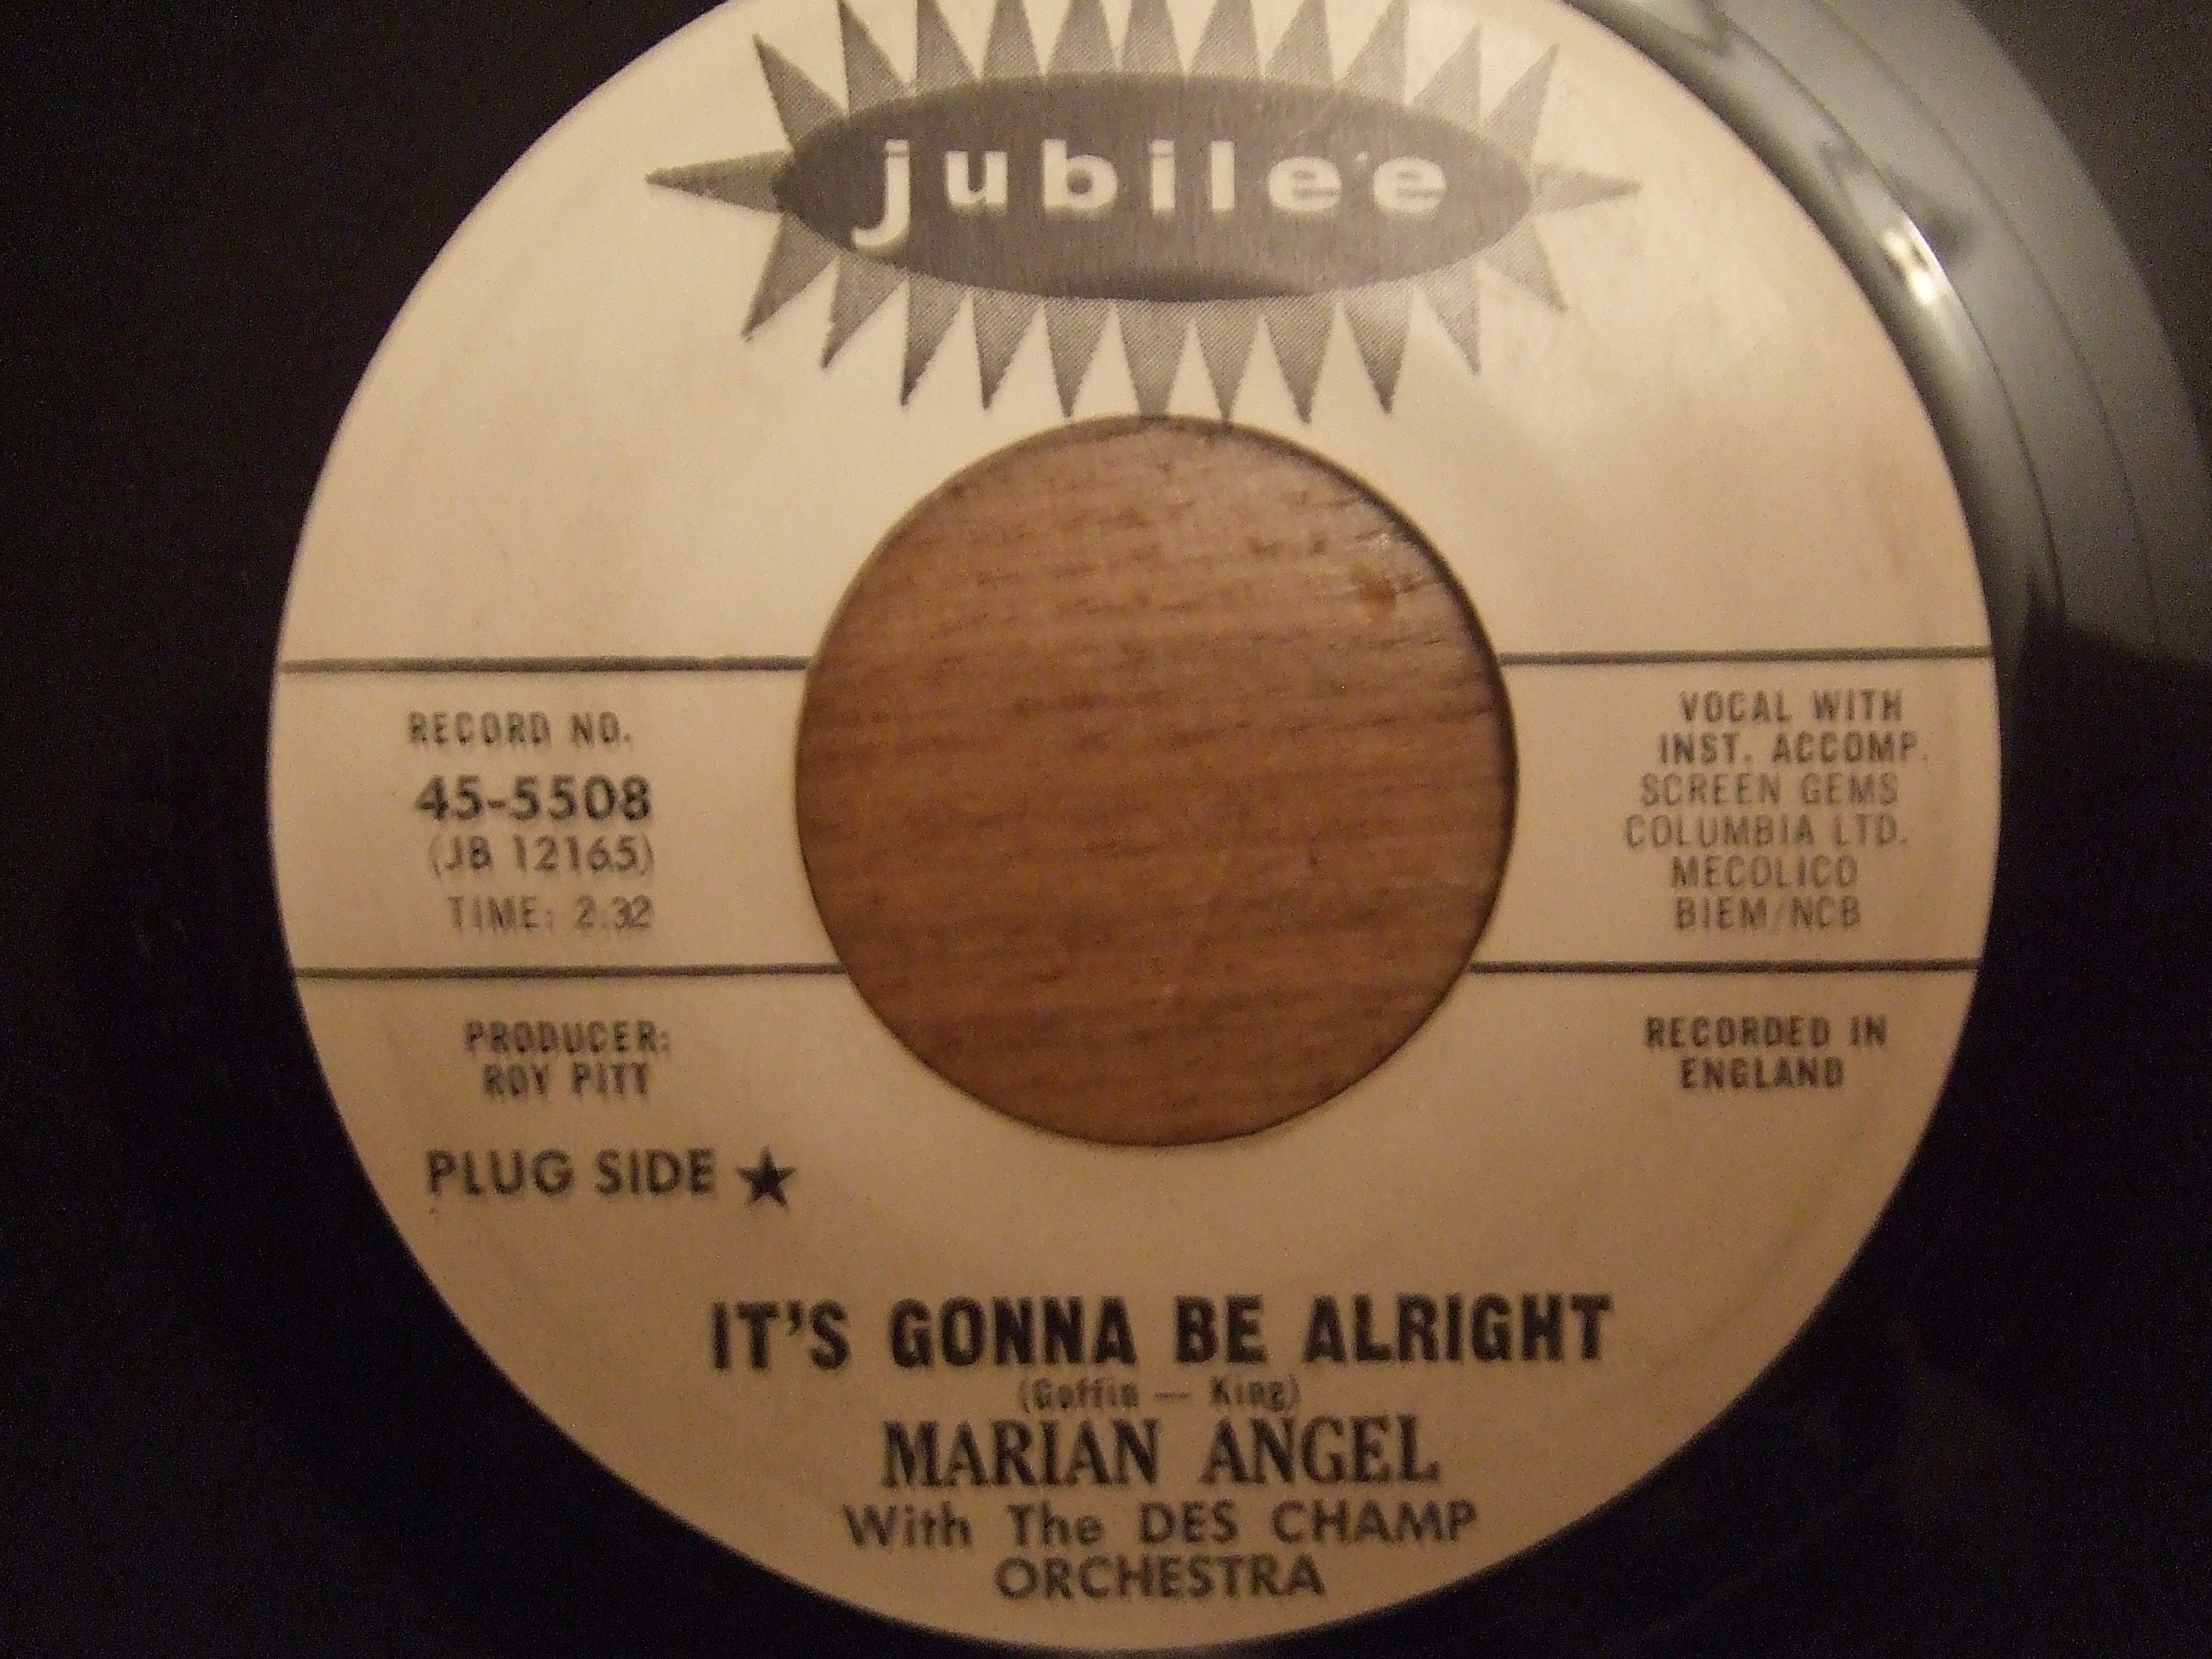 jubilee
RECORD NO.
45-5508
(JB 12165)
TIME: 2:32
VOCAL WITH
INST. ACCOMP.
SCREEN GEMS
COLUMBIA LTD.
MECOLICO
BIEM/NCB
PRODUCER:
ROY PITT
RECORDED IN
ENGLAND
PLUG SIDE ★
IT'S GONNA BE ALRIGHT
(Goffin — King)
MARIAN ANGEL
With The DES CHAMP
ORCHESTRA